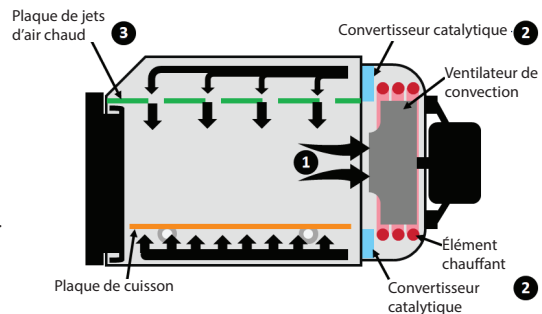 Plaque de jets
d'air chaud
3
Convertisseur catalytique
2
Ventilateur de
convection
1
Élément
chauffant
Plaque de cuisson
Convertisseur
catalytique
2